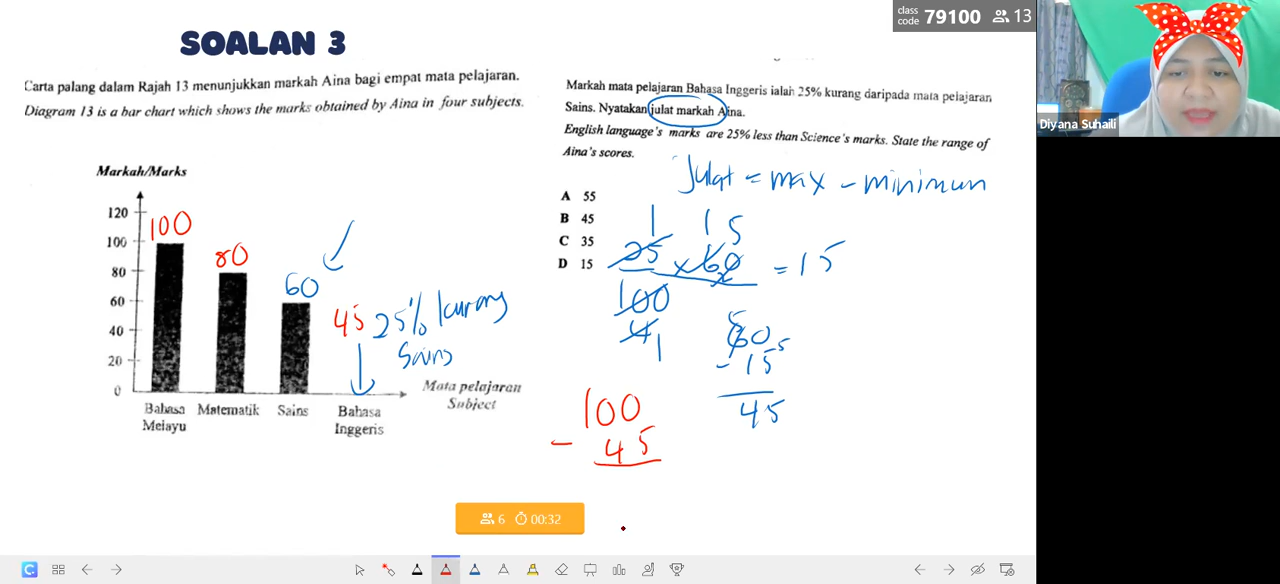 class code 79100 13
SOALAN 3
Carta palang dalam Rajah 13 menunjukkan markah Aina bagi empat mata pelajaran.
Diagram 13 is a bar chart which shows the marks obtained by Aina in four subjects.
Markah/Marks
120
100
80
60
40
20
0
100
80
60
45 25% kurang
Sains
Bahasa Melayu
Matematik
Sains
Bahasa Inggeris
Mata pelajaran
Subject
Markah mata pelajaran Bahasa Inggeris ialah 25% kurang daripada mata pelajaran
Sains. Nyatakan julat markah Aina.
English language's marks are 25% less than Science's marks. State the range of
Aina's scores.
Julat = max - minimum
A 55
B 45
C 35
D 15
1 15
25 × 60 = 15
100
4
1
5
60
- 15
45
100
- 45
6 00:32
Diyana Suhaili